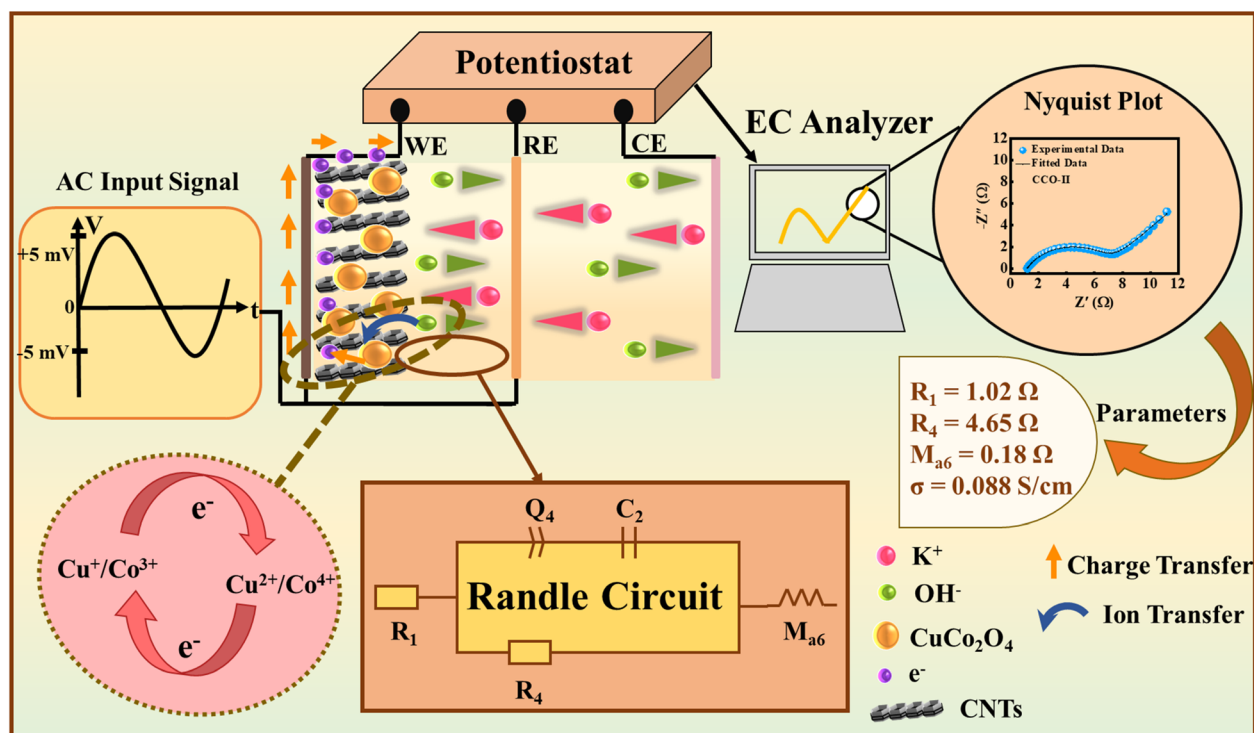 Potentiostat
WE
RE
CE
EC Analyzer
Nyquist Plot
12
10
8
6
4
2
0
-Z″ (Ω)
Experimental Data
Fitted Data
CCO-II
0 2 4 6 8 10 12
Z′ (Ω)
AC Input Signal
V
+5 mV
0
-5 mV
t
R₁ = 1.02 Ω
R₄ = 4.65 Ω
Mₐ₆ = 0.18 Ω
σ = 0.088 S/cm
Parameters
e⁻
Cu⁺/Co³⁺
Cu²⁺/Co⁴⁺
e⁻
Q₄
C₂
Randle Circuit
R₁
R₄
Mₐ₆
K⁺
OH⁻
CuCo₂O₄
e⁻
CNTs
Charge Transfer
Ion Transfer